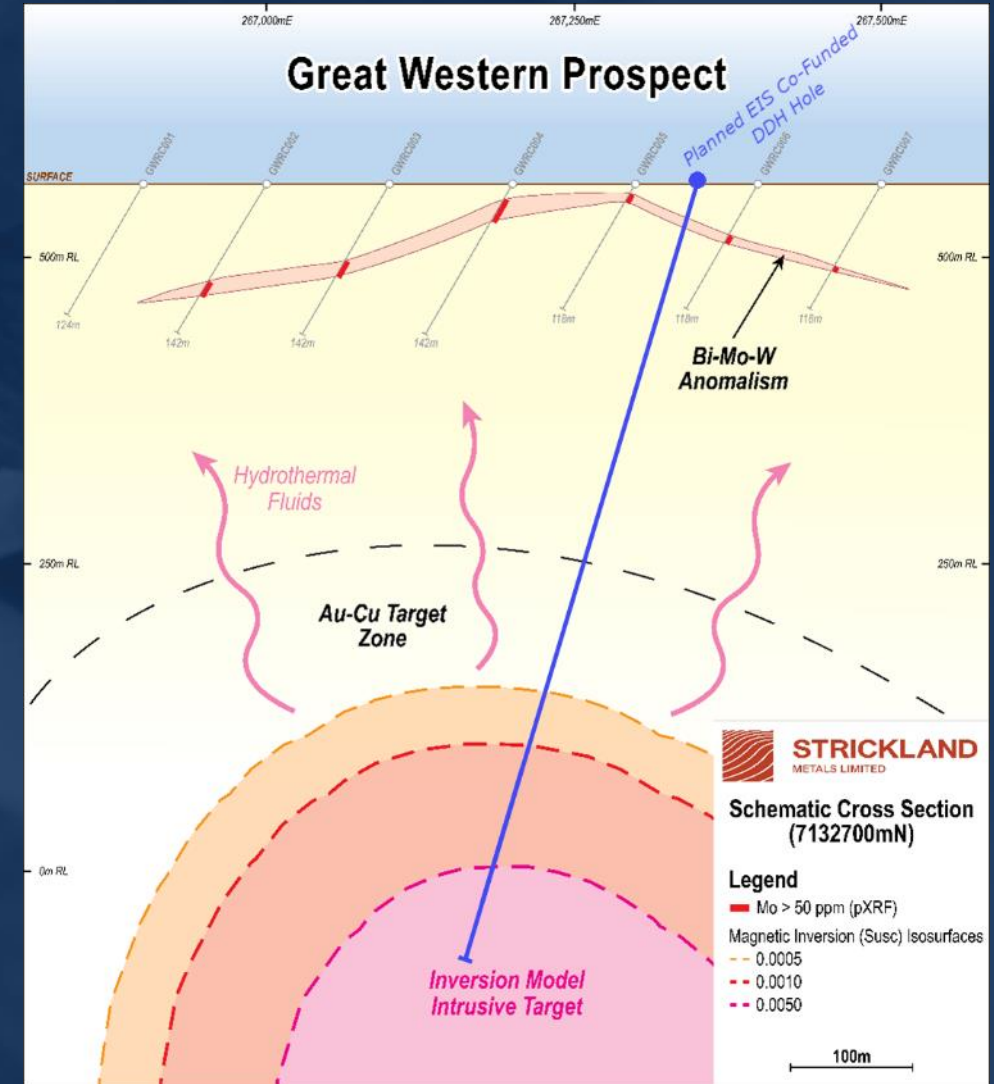 267,000mE
267,250mE
267,500mE
Great Western Prospect
Planned EIS Co-Funded
DDH Hole
GWRC001
GWRC002
GWRC003
GWRC004
GWRC005
GWRC006
GWRC007
SURFACE
500m RL
500m RL
124m
142m
142m
142m
118m
118m
118m
Bi-Mo-W
Anomalism
Hydrothermal
Fluids
250m RL
250m RL
Au-Cu Target
Zone
0m RL
Inversion Model
Intrusive Target
STRICKLAND
METALS LIMITED
Schematic Cross Section
(7132700mN)
Legend
Mo > 50 ppm (pXRF)
Magnetic Inversion (Susc) Isosurfaces
0.0005
0.0010
0.0050
100m